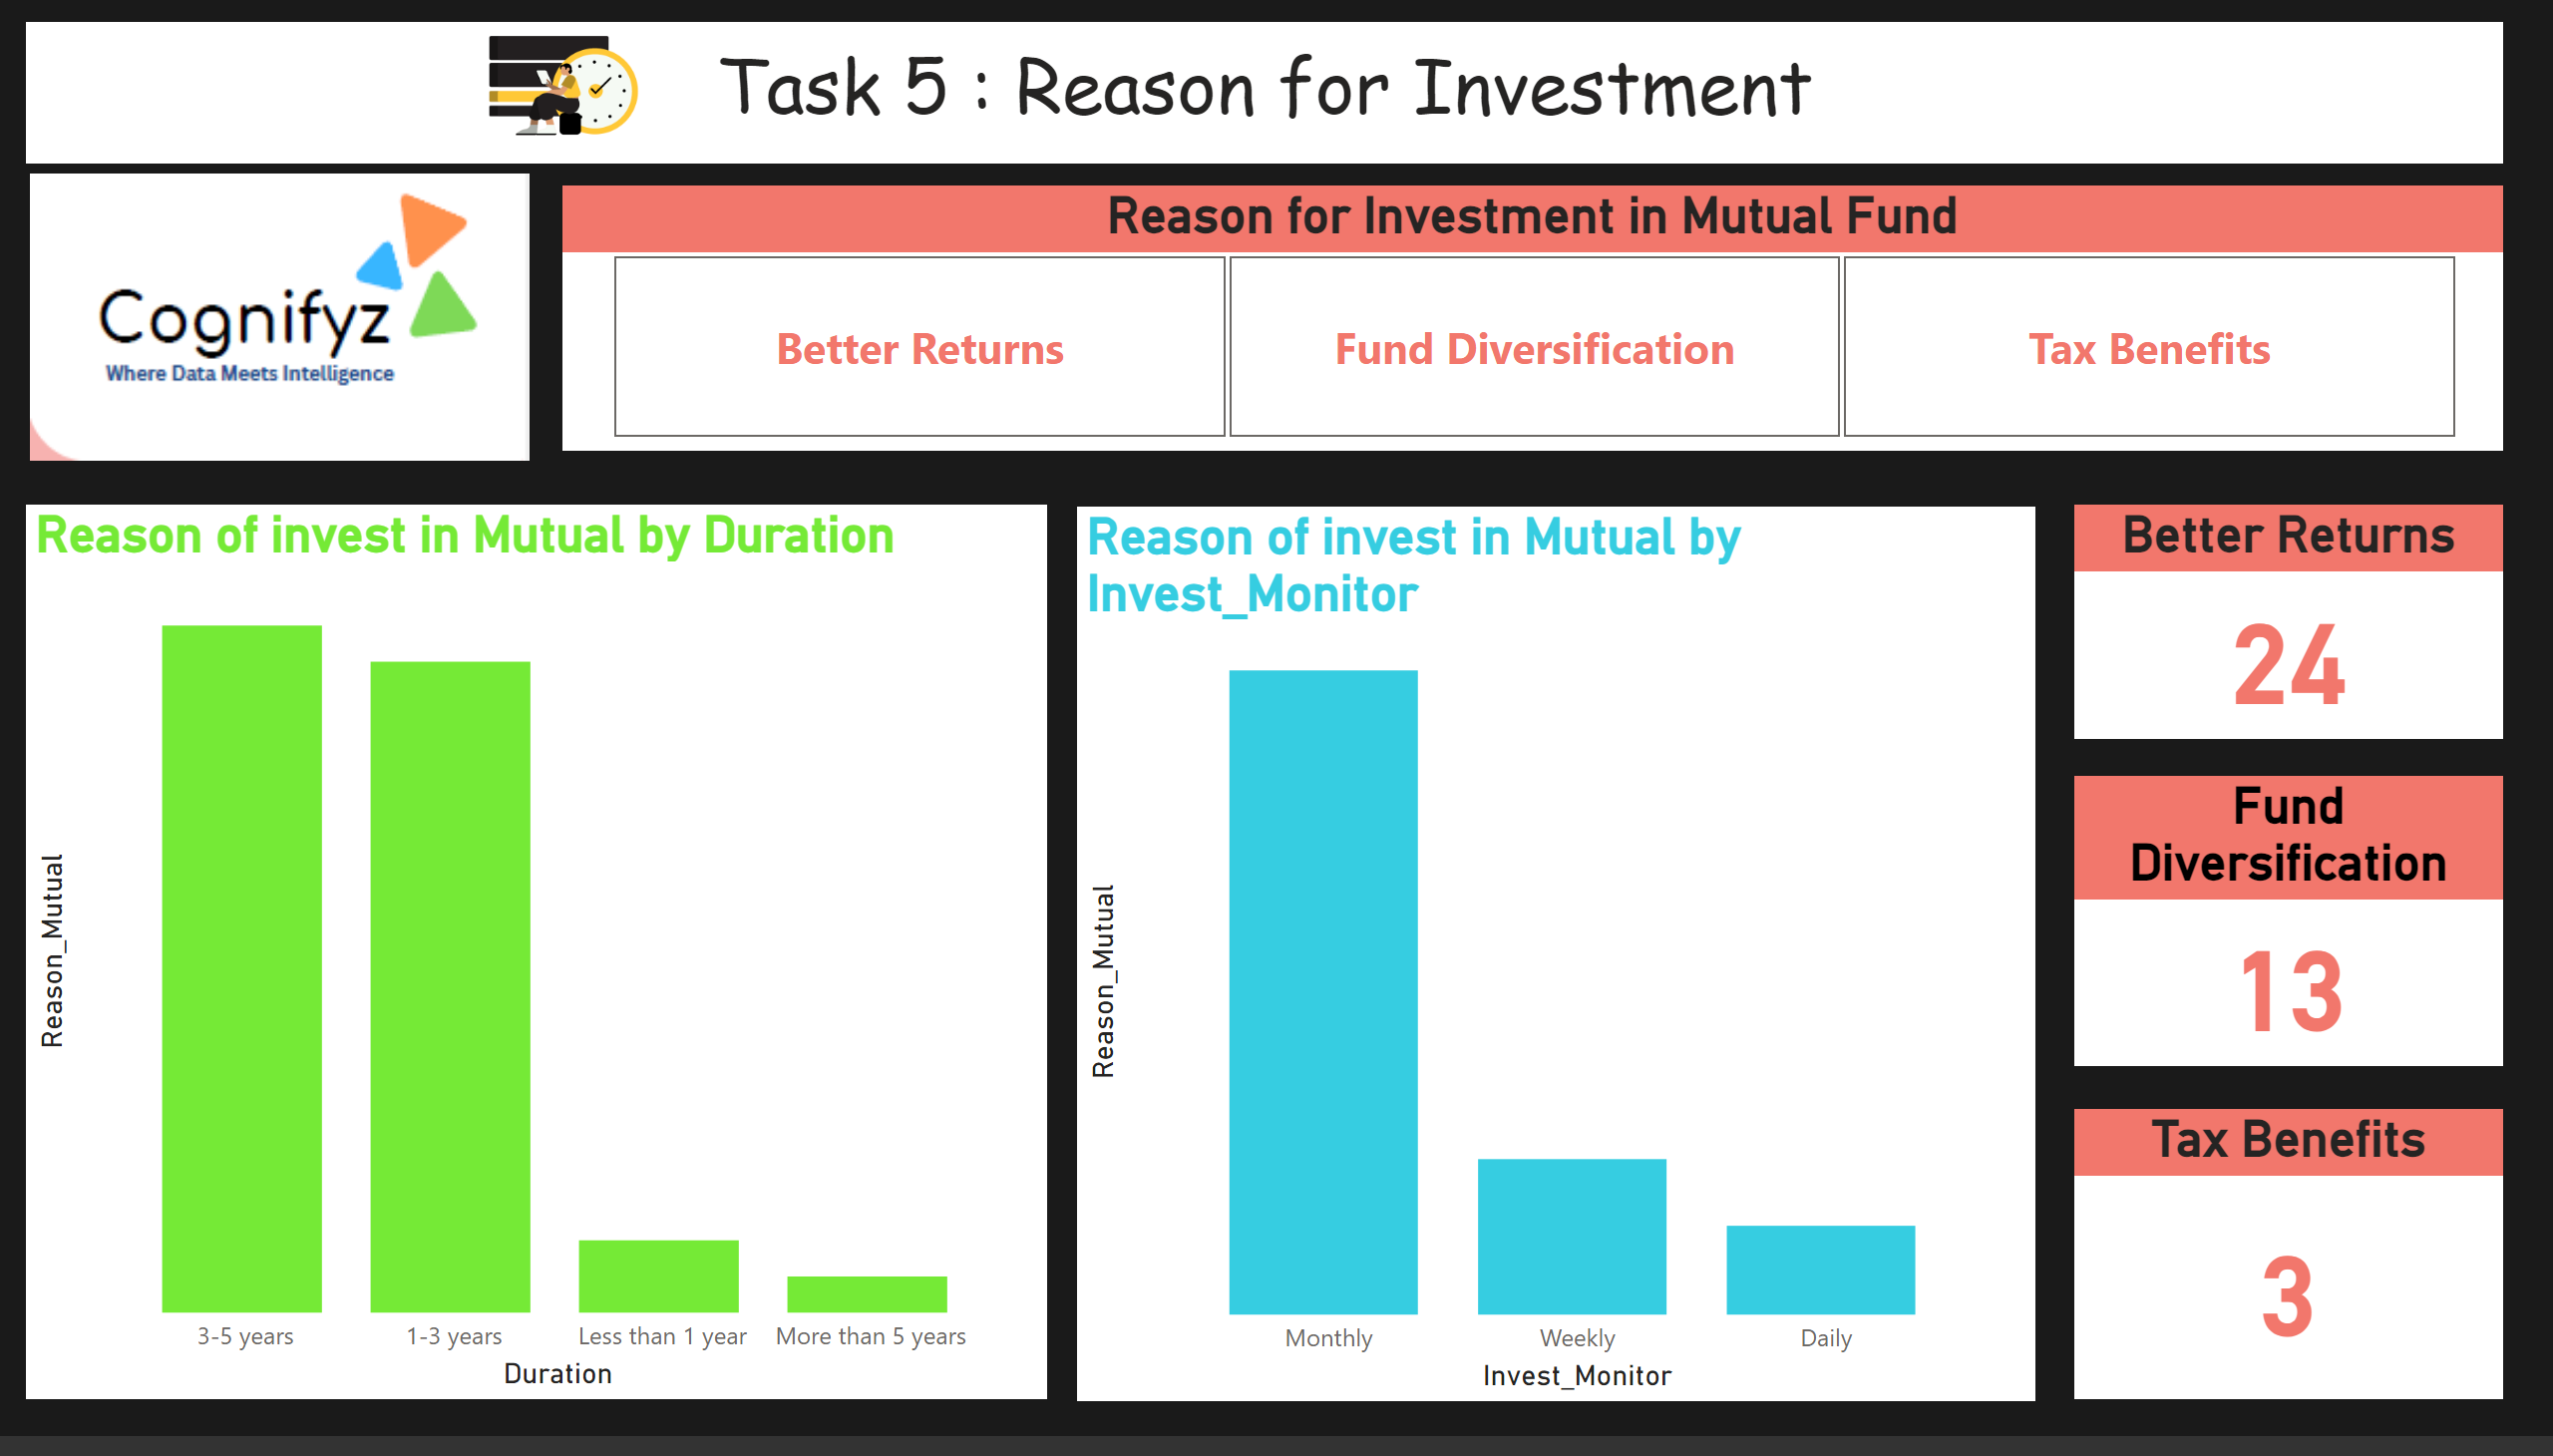 Task 5 : Reason for Investment
Cognifyz
Where Data Meets Intelligence
Reason for Investment in Mutual Fund
Better Returns
Fund Diversification
Tax Benefits
Reason of invest in Mutual by Duration
Reason_Mutual
3-5 years
1-3 years
Less than 1 year
More than 5 years
Duration
Reason of invest in Mutual by
Invest_Monitor
Reason_Mutual
Monthly
Weekly
Daily
Invest_Monitor
Better Returns
24
Fund
Diversification
13
Tax Benefits
3